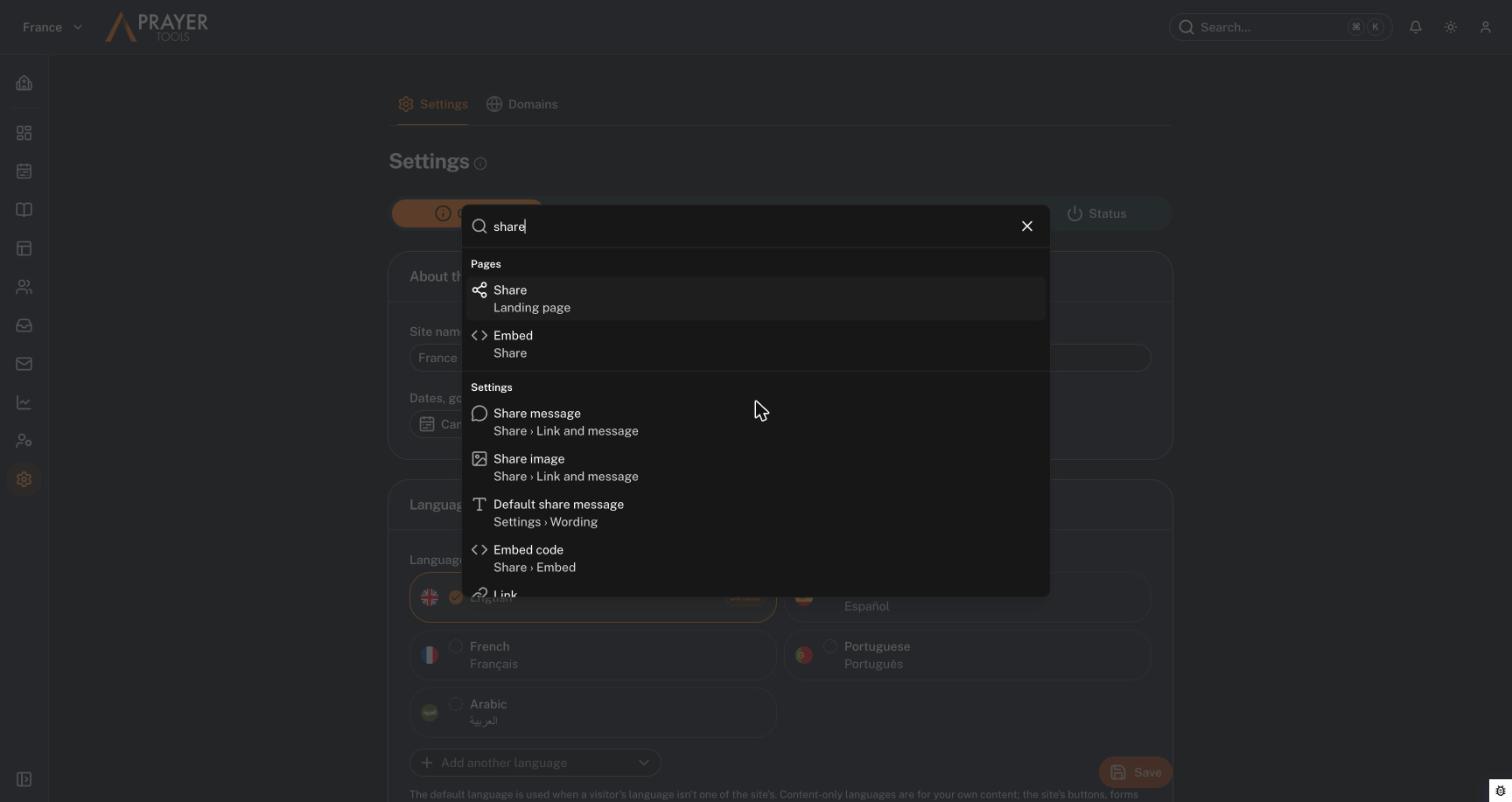 France
PRAYER
TOOLS
Search...
⌘ K
Settings
Domains
Settings
Status
share
Pages
Share
Landing page
Embed
Share
Settings
Share message
Share › Link and message
Share image
Share › Link and message
Default share message
Settings › Wording
Embed code
Share › Embed
Link
About th
Site nam
France
Dates, go
Languag
Language
English
Español
French
Français
Portuguese
Português
Arabic
العربية
Add another language
Save
The default language is used when a visitor's language isn't one of the site's. Content-only languages are for your own content; the site's buttons, forms